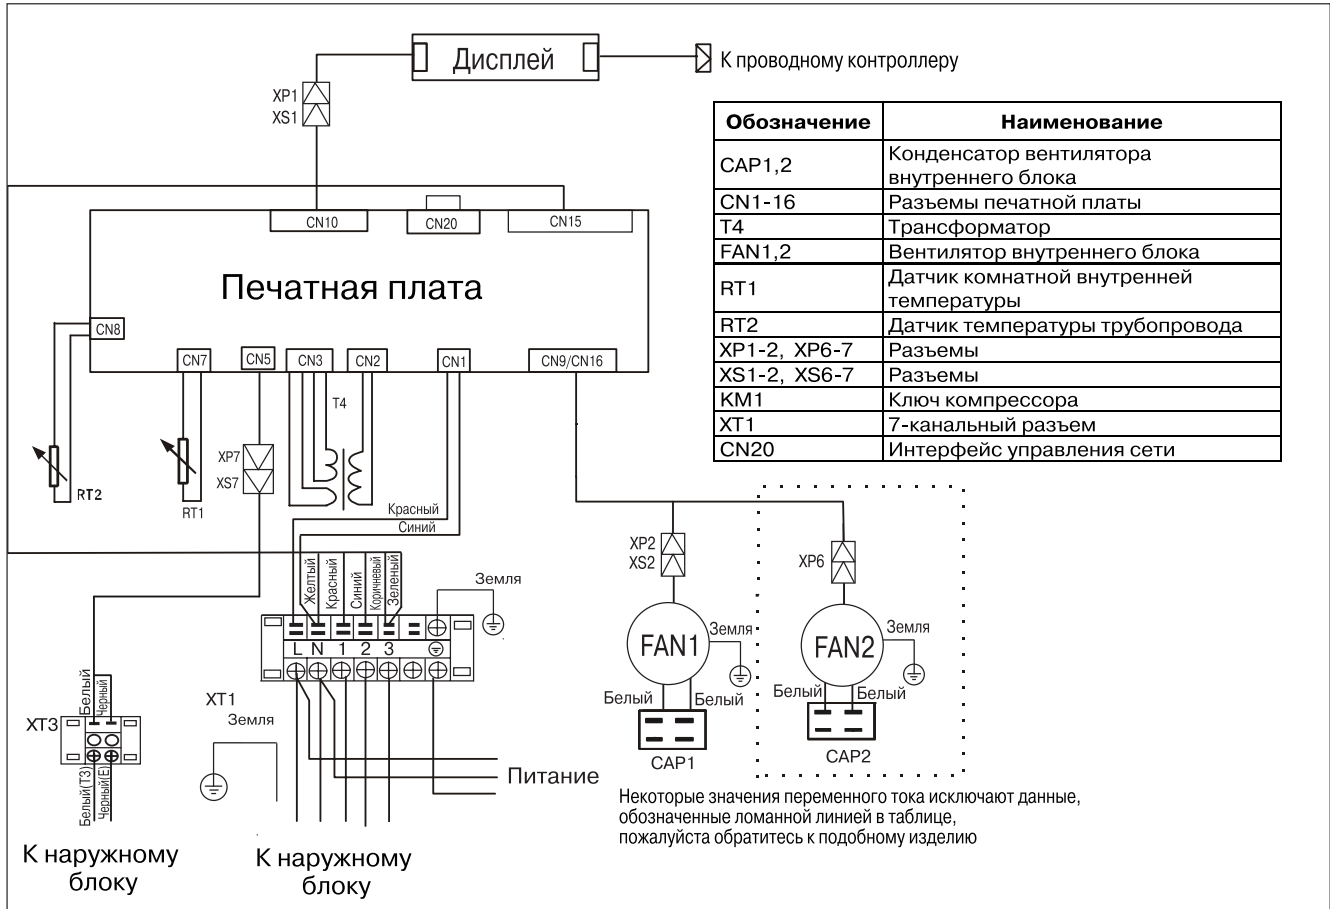 Дисплей
К проводному контроллеру
XP1
XS1
Обозначение Наименование
CAP1,2 Конденсатор вентилятора
внутреннего блока
CN1-16 Разъемы печатной платы
T4 Трансформатор
FAN1,2 Вентилятор внутреннего блока
RT1 Датчик комнатной внутренней
температуры
RT2 Датчик температуры трубопровода
XP1-2, XP6-7 Разъемы
XS1-2, XS6-7 Разъемы
KM1 Ключ компрессора
XT1 7-канальный разъем
CN20 Интерфейс управления сети
CN10 CN20 CN15
Печатная плата
CN8
CN7 CN5 CN3 CN2 CN1 CN9/CN16
T4
XP7
XS7
RT2
RT1
Красный
Синий
Желтый
Красный
Синий
Коричневый
Зеленый
Земля
L N 1 2 3
XT1
Земля
Белый
Черный
XT3
Белый(T3)
Черный(E)
К наружному
блоку
К наружному
блоку
Питание
XP2
XS2
XP6
FAN1
Земля
FAN2
Земля
Белый Белый
Белый Белый
CAP1
CAP2
Некоторые значения переменного тока исключают данные,
обозначенные ломанной линией в таблице,
пожалуйста обратитесь к подобному изделию